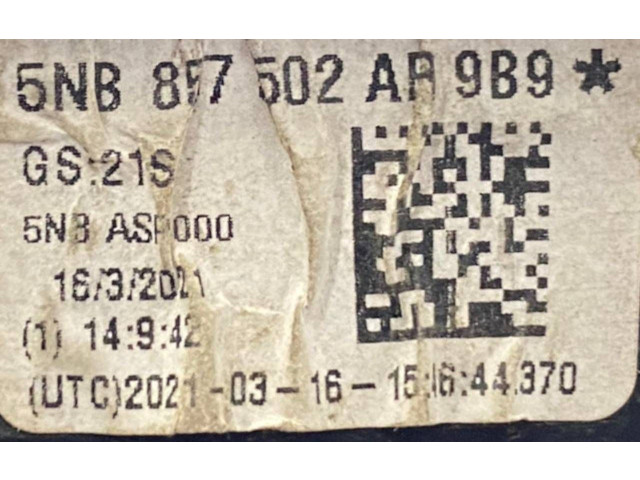 5NB 857 502 9B9 *
GS:21S
5NB ASP000
16/3/2021
(1) 14:9:42
(UTC)2021-03-16-15:16:44.370